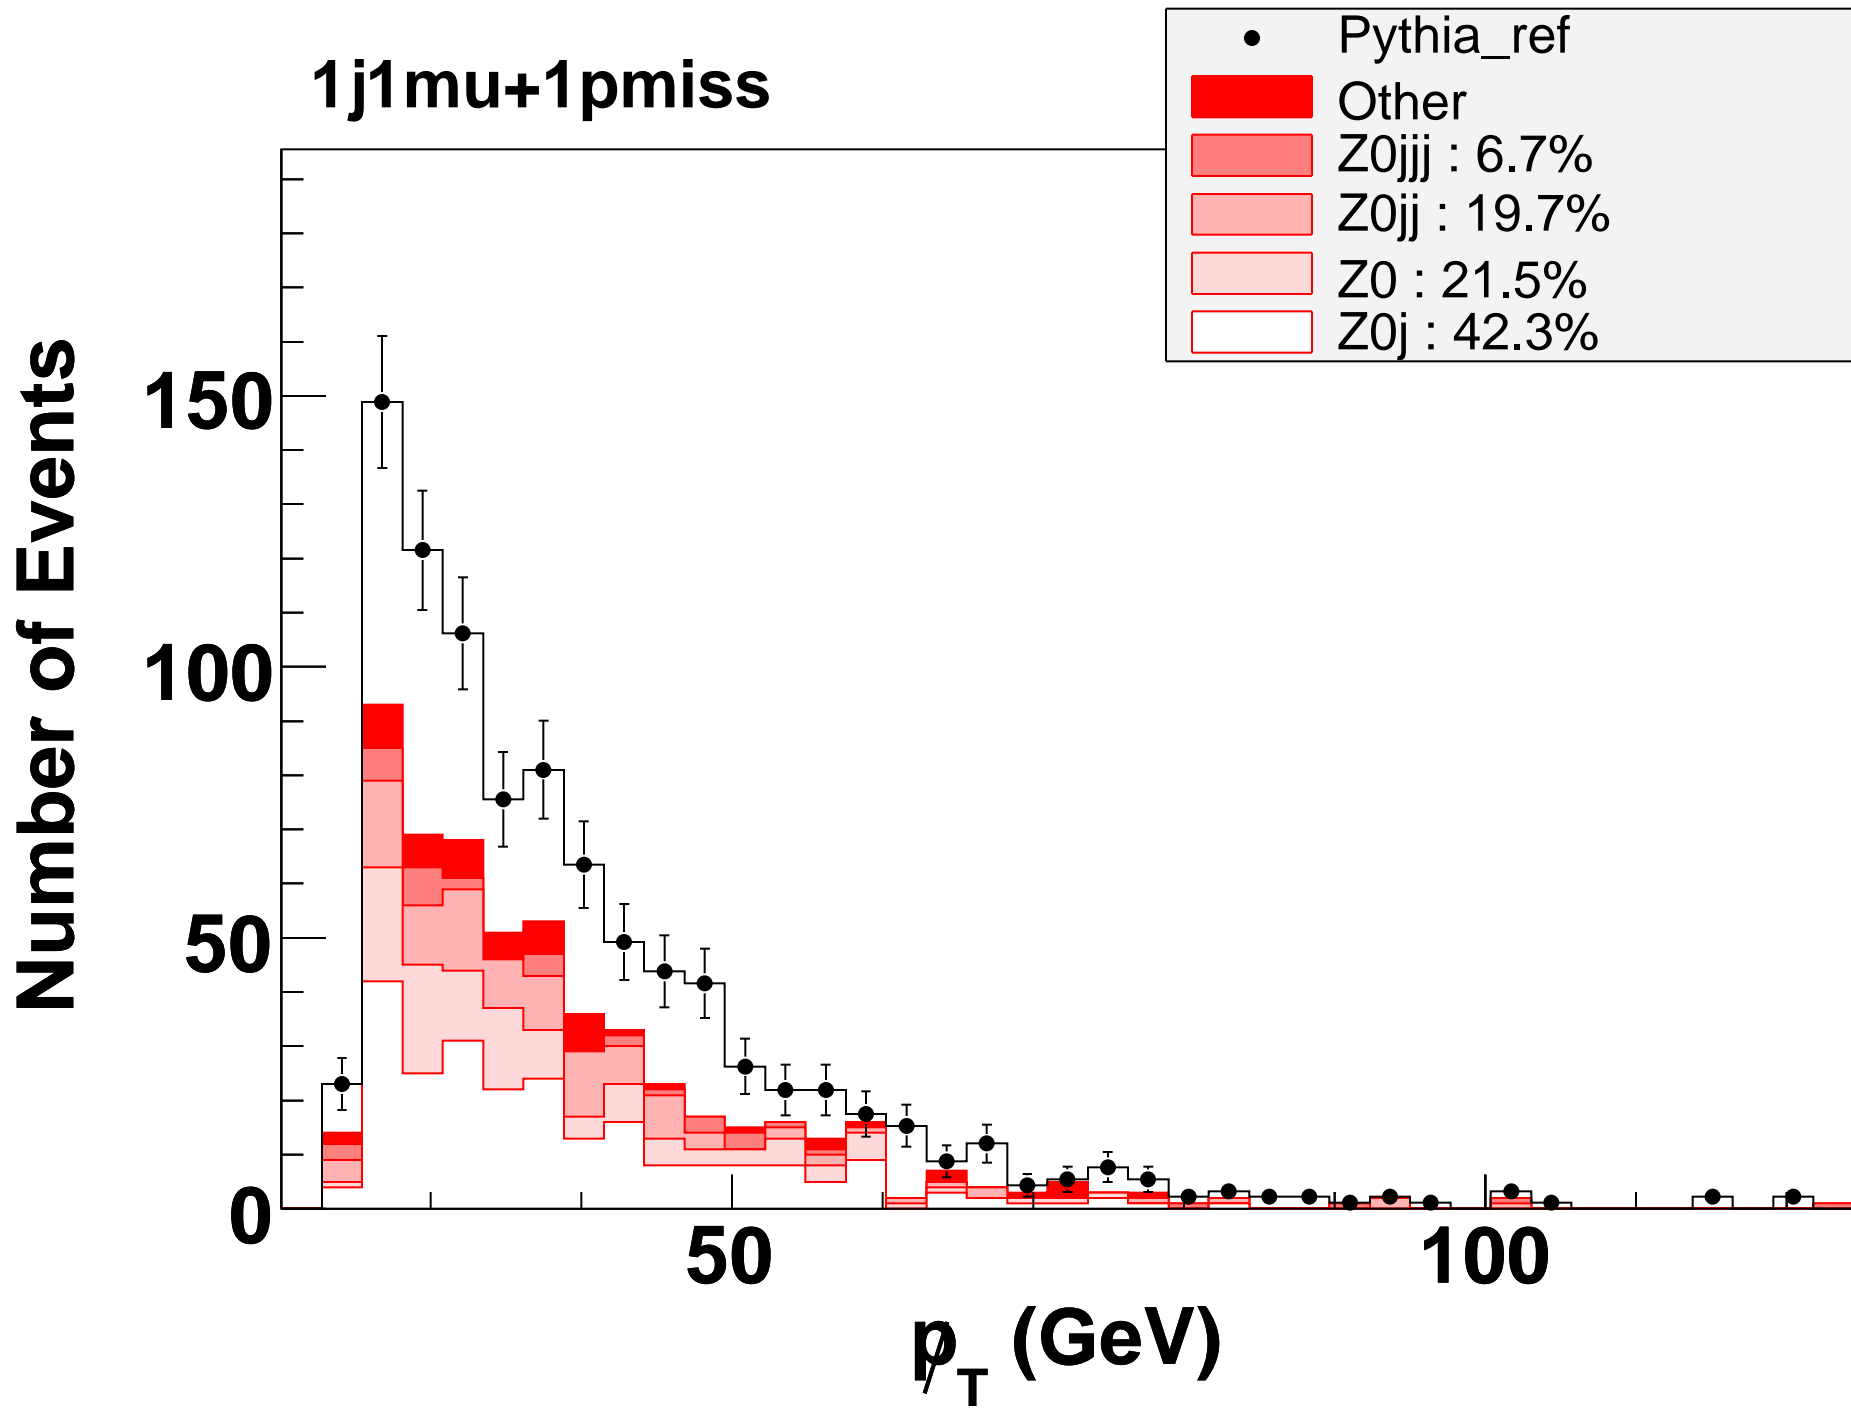 1j1mu+1pmiss
Pythia_ref
Other
Z0jjj : 6.7%
Z0jj : 19.7%
Z0 : 21.5%
Z0j : 42.3%
Number of Events
150
100
50
0
50
100
p̸T (GeV)